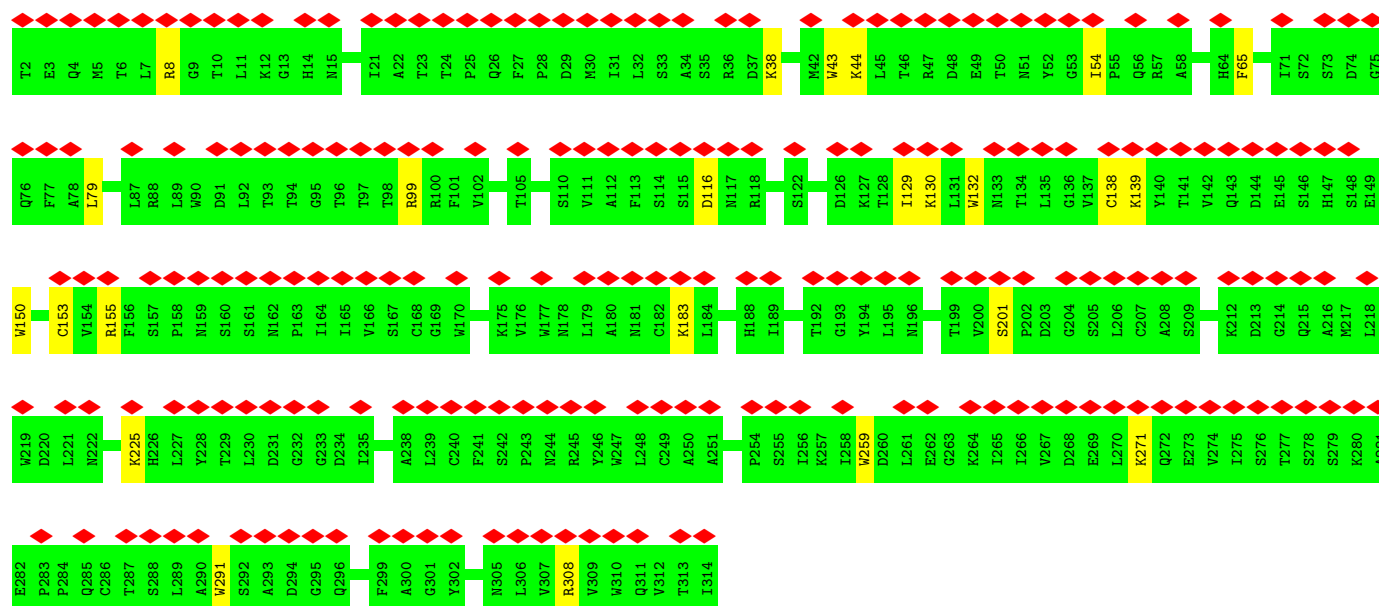 T2 E3 Q4 M5 T6 L7 R8 G9 T10 L11 K12 G13 H14 N15 I21 A22 T23 T24 P25 Q26 F27 P28 D29 M30 I31 L32 S33 A34 S35 R36 D37 K38 M42 W43 K44 L45 T46 R47 D48 E49 T50 N51 Y52 G53 I54 P55 Q56 R57 A58 H64 F65 I71 S72 S73 D74 G75
Q76 F77 A78 L79 L87 R88 L89 W90 D91 L92 T93 T94 G95 T96 T97 T98 R99 R100 F101 V102 T105 S110 V111 A112 F113 S114 S115 D116 N117 R118 S122 D126 K127 T128 I129 K130 L131 W132 N133 T134 L135 G136 V137 C138 K139 Y140 T141 V142 Q143 D144 E145 S146 H147 S148 E149
W150 C153 V154 R155 F156 S157 P158 N159 S160 S161 N162 P163 I164 I165 V166 S167 C168 G169 W170 K175 V176 W177 N178 L179 A180 N181 C182 K183 L184 H188 I189 T192 G193 Y194 L195 N196 T199 V200 S201 P202 D203 G204 S205 L206 C207 A208 S209 K212 D213 G214 Q215 A216 M217 L218
W219 D220 L221 N222 K225 H226 L227 Y228 T229 L230 D231 G232 G233 D234 I235 A238 L239 C240 F241 S242 P243 N244 R245 Y246 W247 L248 C249 A250 A251 P254 S255 I256 K257 I258 W259 D260 L261 E262 G263 K264 I265 I266 V267 D268 E269 L270 K271 Q272 E273 V274 I275 S276 T277 S278 S279 K280
E282 P283 P284 Q285 C286 T287 S288 L289 A290 W291 S292 A293 D294 G295 Q296 F299 A300 G301 Y302 N305 L306 V307 R308 V309 W310 Q311 V312 T313 I314